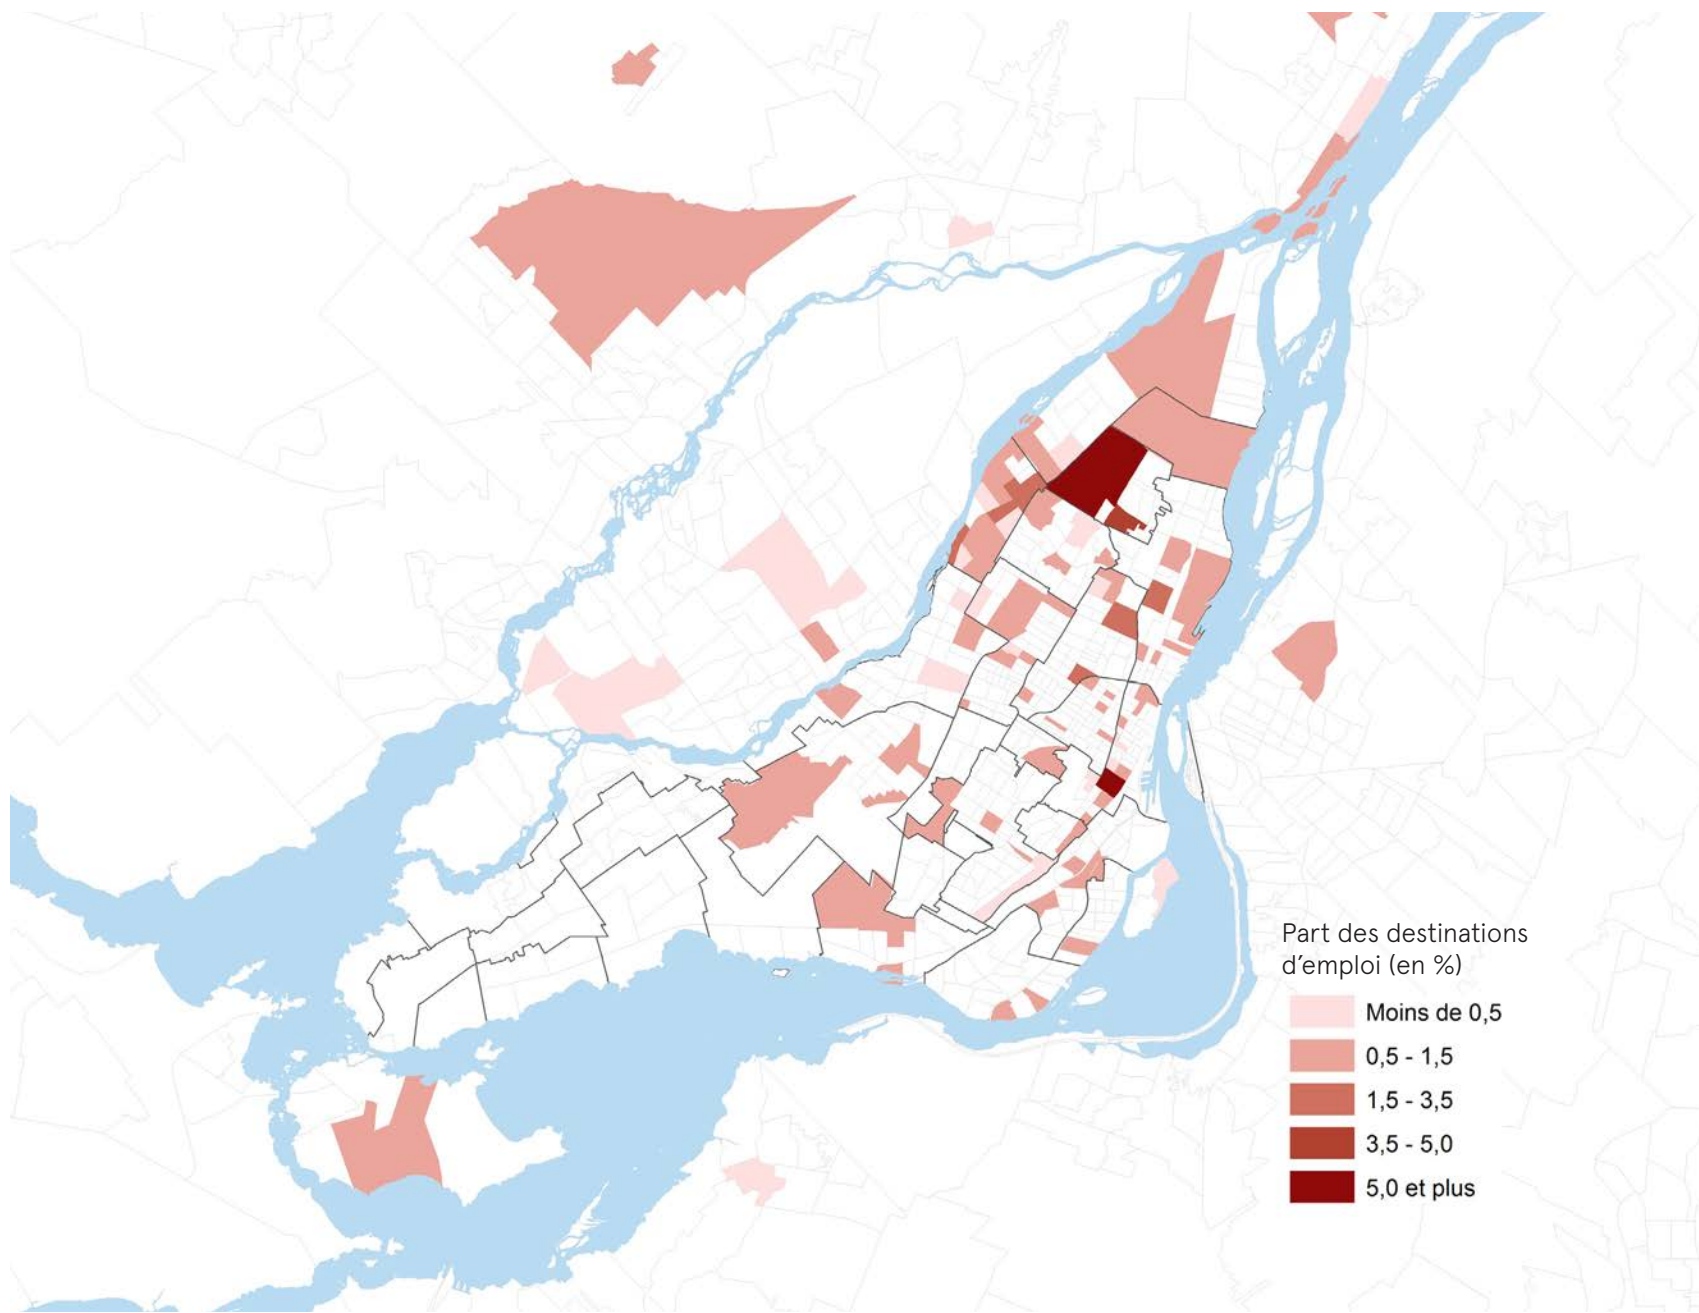 Part des destinations
d'emploi (en %)
Moins de 0,5
0,5 - 1,5
1,5 - 3,5
3,5 - 5,0
5,0 et plus